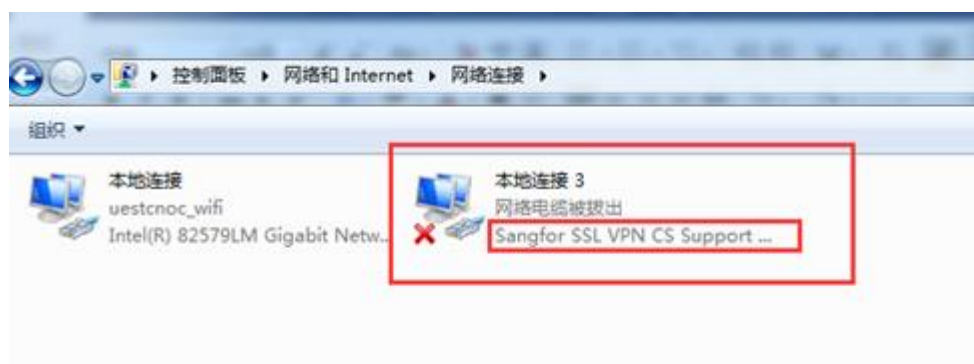 控制面板 ▸ 网络和 Internet ▸ 网络连接 ▸
组织
本地连接
uestcnoc_wifi
Intel(R) 82579LM Gigabit Netw...
本地连接 3
网络电缆被拔出
Sangfor SSL VPN CS Support ...